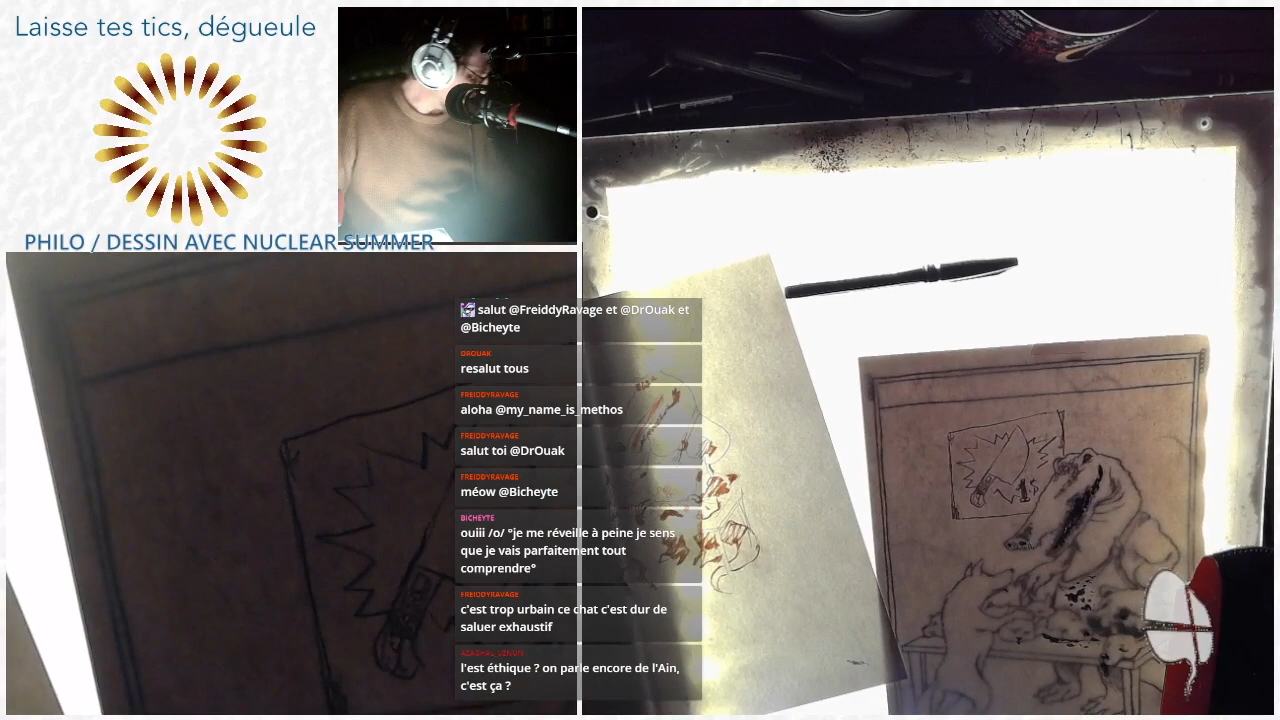 Laisse tes tics, dégueule
PHILO / DESSIN AVEC NUCLEAR SUMMER
salut @FreiddyRavage et @DrOuak et
@Bicheyte
DROUAK
resalut tous
FREIDDYRAVAGE
aloha @my_name_is_methos
FREIDDYRAVAGE
salut toi @DrOuak
FREIDDYRAVAGE
méow @Bicheyte
BICHEYTE
ouiii /o/ °je me réveille à peine je sens
que je vais parfaitement tout
comprendre°
FREIDDYRAVAGE
c'est trop urbain ce chat c'est dur de
saluer exhaustif
l'est éthique ? on parle encore de l'Ain,
c'est ça ?